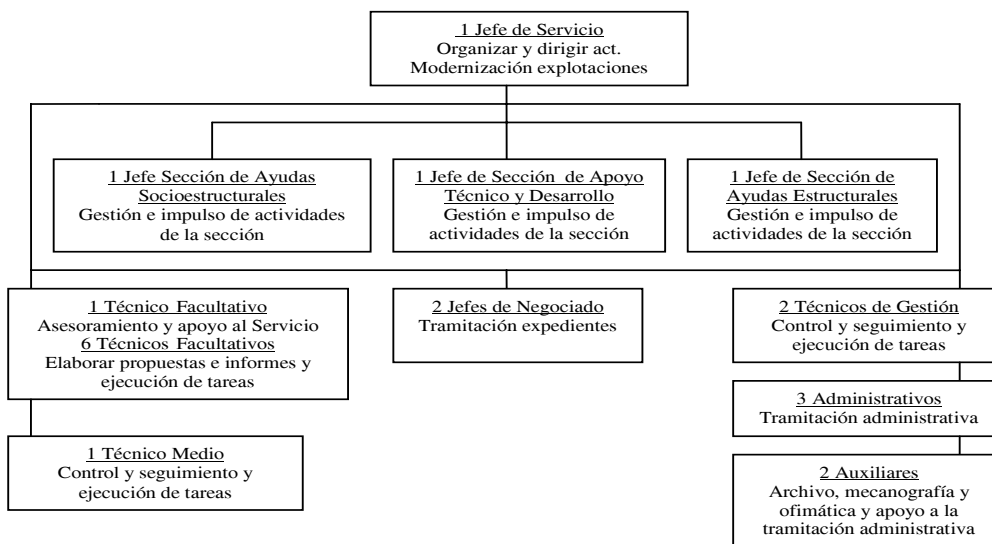 1 Jefe de Servicio
Organizar y dirigir act.
Modernización explotaciones
1 Jefe Sección de Ayudas
Socioestructurales
Gestión e impulso de actividades
de la sección
1 Jefe de Sección de Apoyo
Técnico y Desarrollo
Gestión e impulso de
actividades de la sección
1 Jefe de Sección de
Ayudas Estructurales
Gestión e impulso de
actividades de la sección
1 Técnico Facultativo
Asesoramiento y apoyo al Servicio
6 Técnicos Facultativos
Elaborar propuestas e informes y
ejecución de tareas
2 Jefes de Negociado
Tramitación expedientes
2 Técnicos de Gestión
Control y seguimiento y
ejecución de tareas
3 Administrativos
Tramitación administrativa
1 Técnico Medio
Control y seguimiento y
ejecución de tareas
2 Auxiliares
Archivo, mecanografía y
ofimática y apoyo a la
tramitación administrativa